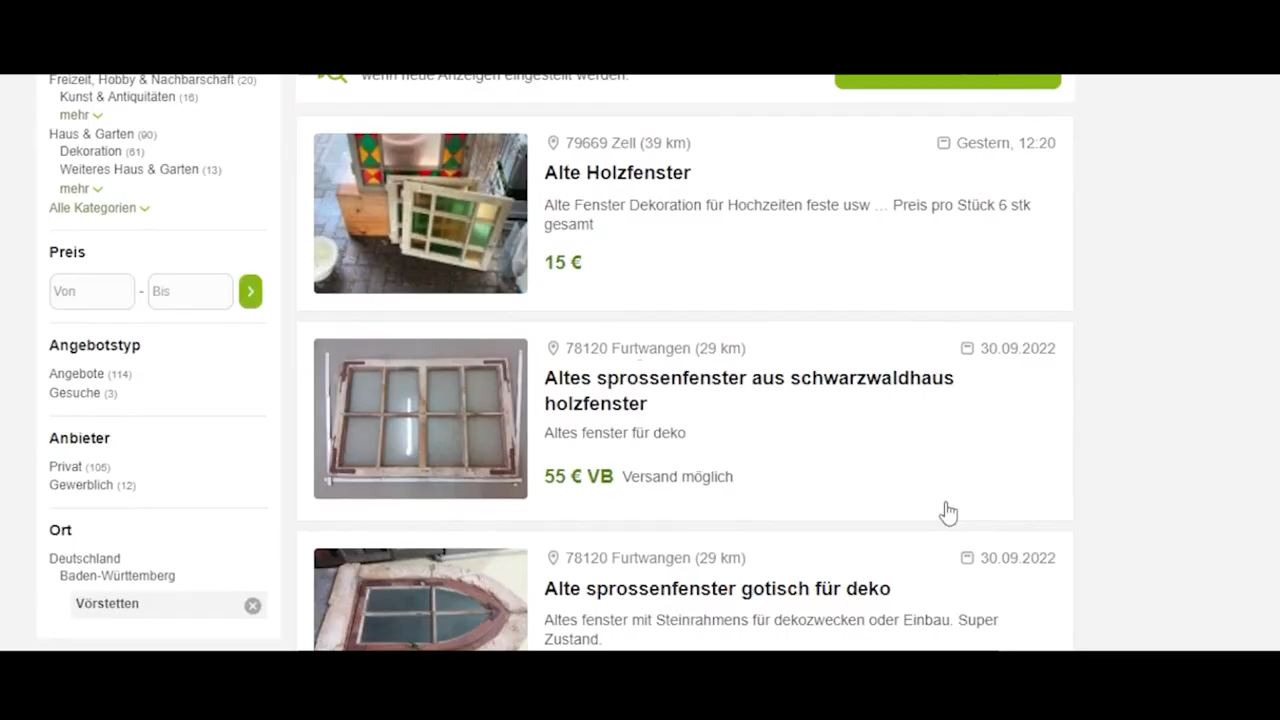 Freizeit, Hobby & Nachbarschaft (20)
Kunst & Antiquitäten (16)
mehr
Haus & Garten (90)
Dekoration (61)
Weiteres Haus & Garten (13)
mehr
Alle Kategorien
Preis
Von - Bis
Angebotstyp
Angebote (114)
Gesuche (3)
Anbieter
Privat (105)
Gewerblich (12)
Ort
Deutschland
Baden-Württemberg
Vörstetten
wenn neue Anzeigen eingestellt werden.
79669 Zell (39 km) Gestern, 12:20
Alte Holzfenster
Alte Fenster Dekoration für Hochzeiten feste usw … Preis pro Stück 6 stk
gesamt
15 €
78120 Furtwangen (29 km) 30.09.2022
Altes sprossenfenster aus schwarzwaldhaus
holzfenster
Altes fenster für deko
55 € VB Versand möglich
78120 Furtwangen (29 km) 30.09.2022
Alte sprossenfenster gotisch für deko
Altes fenster mit Steinrahmens für dekozwecken oder Einbau. Super
Zustand.